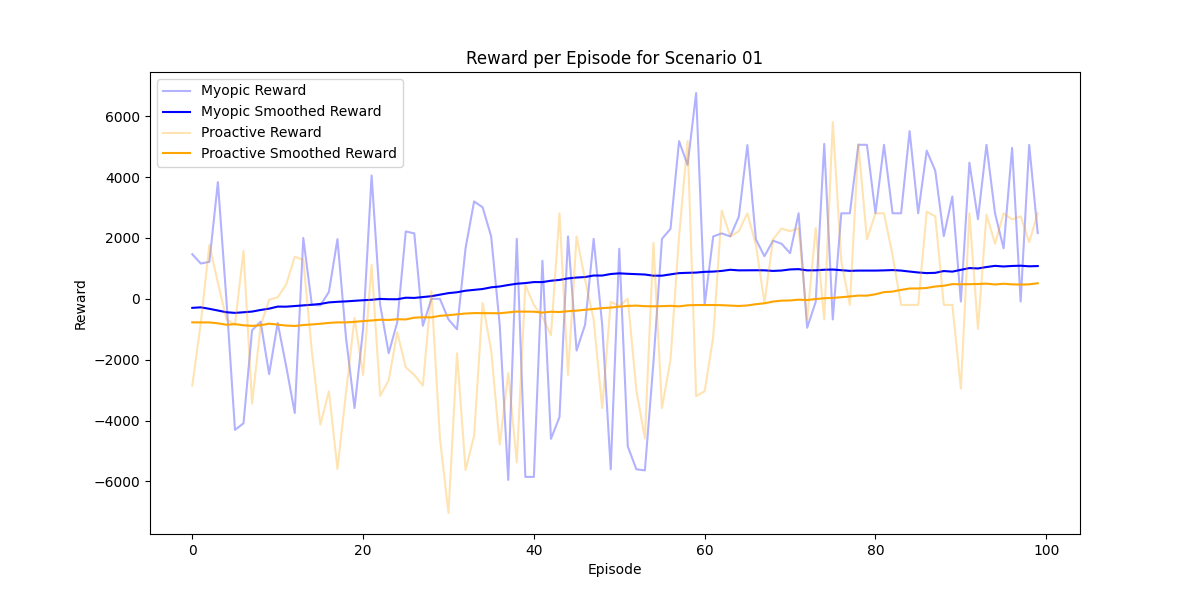 Reward per Episode for Scenario 01
Myopic Reward
Myopic Smoothed Reward
Proactive Reward
Proactive Smoothed Reward
6000
4000
2000
0
−2000
−4000
−6000
Reward
0 20 40 60 80 100
Episode